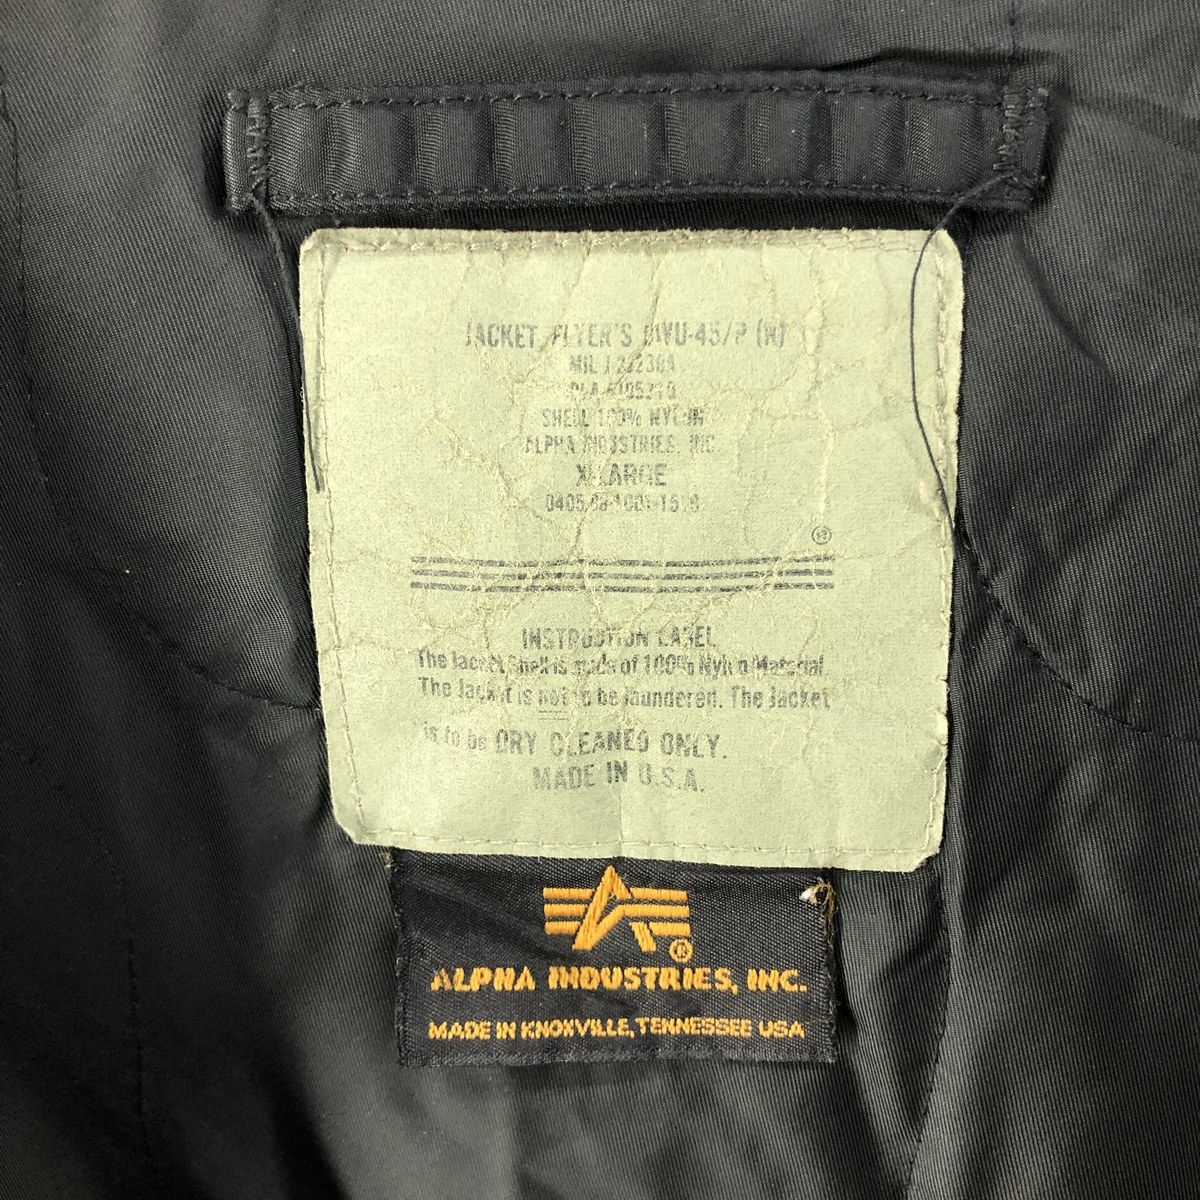 JACKET, FLYER'S CWU-45/P (N)
MIL J
SHELL 100% NYLON
ALPHA INDUSTRIES, INC
X-LARGE
®
INSTRUCTION LABEL
The Jacket Shell is made of 100% Nylon Material.
The Jacket is not to be laundered. The Jacket
is to be DRY CLEANED ONLY.
MADE IN U.S.A.
®
ALPHA INDUSTRIES, INC.
MADE IN KNOXVILLE, TENNESSEE USA